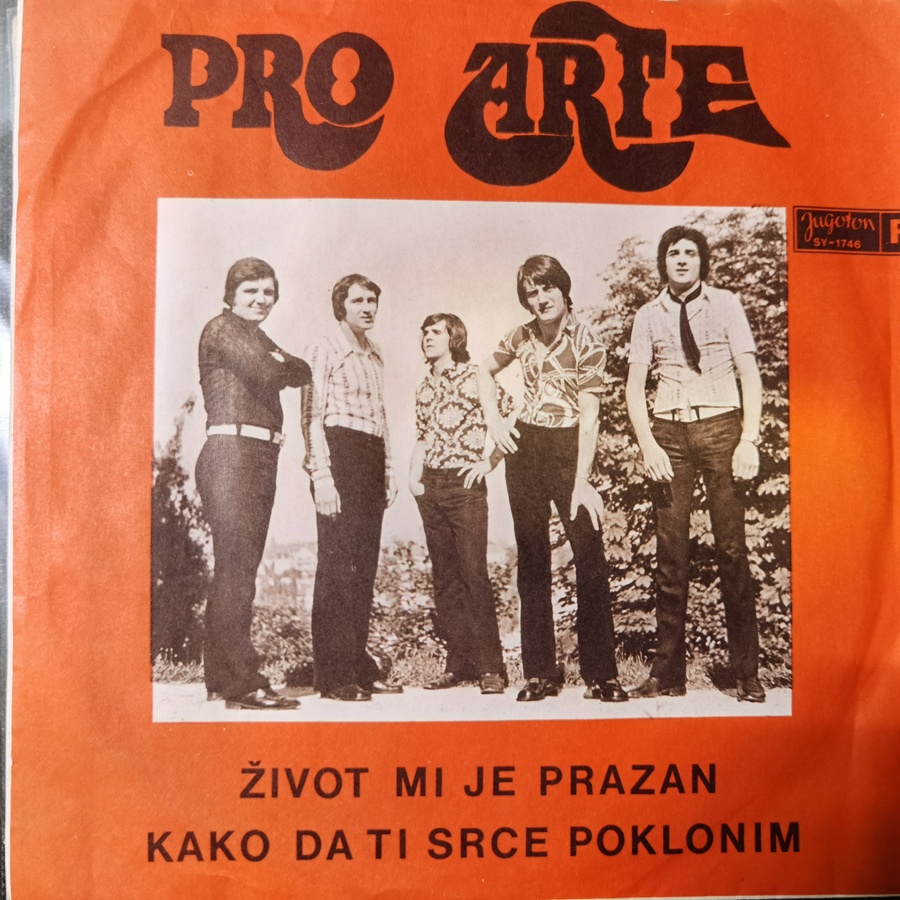 PRO ARTE
Jugoton
SY-1746
ŽIVOT MI JE PRAZAN
KAKO DA TI SRCE POKLONIM